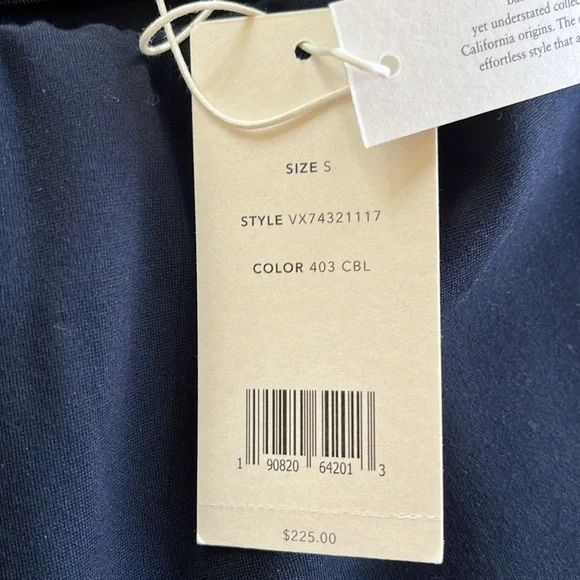 yet understated collec
California origins. The
effortless style that a
SIZE S
STYLE VX74321117
COLOR 403 CBL
1 90820 64201 3
$225.00